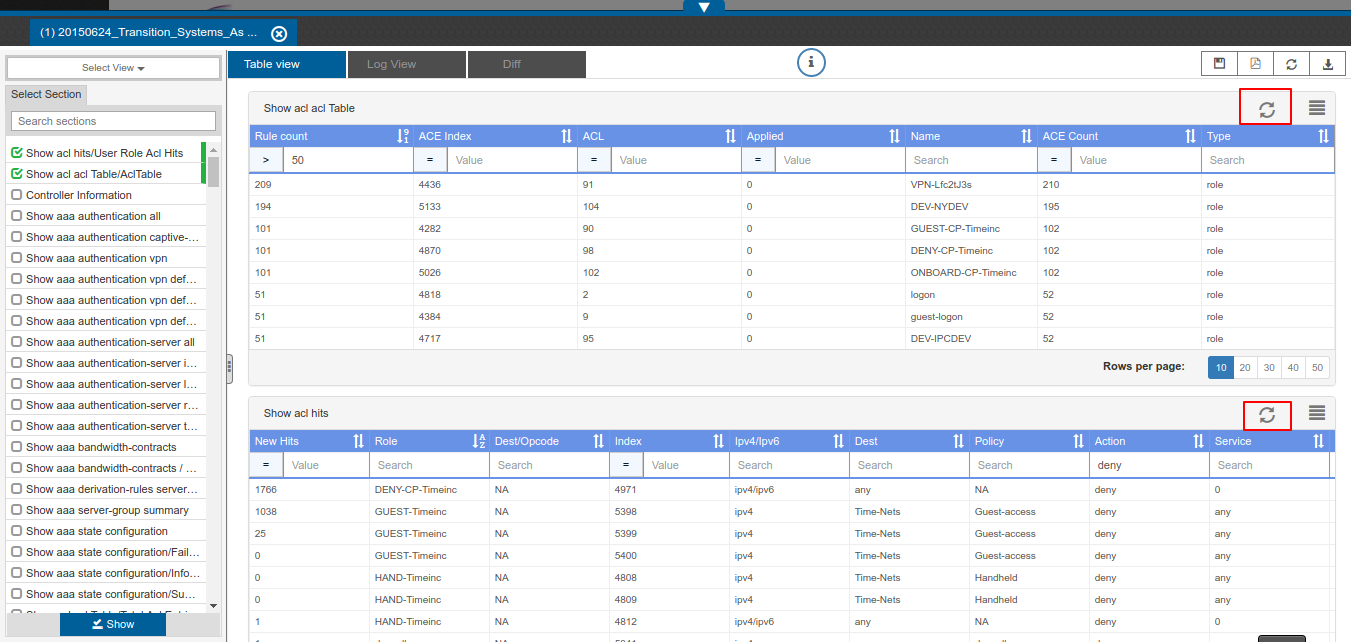 (1) 20150624_Transition_Systems_As ...
Select View
Select Section
Search sections
Show acl hits/User Role Acl Hits
Show acl acl Table/AclTable
Controller Information
Show aaa authentication all
Show aaa authentication captive-...
Show aaa authentication vpn
Show aaa authentication vpn def...
Show aaa authentication vpn def...
Show aaa authentication vpn def...
Show aaa authentication-server all
Show aaa authentication-server i...
Show aaa authentication-server l...
Show aaa authentication-server r...
Show aaa authentication-server t...
Show aaa bandwidth-contracts
Show aaa bandwidth-contracts / ...
Show aaa derivation-rules server...
Show aaa server-group summary
Show aaa state configuration
Show aaa state configuration/Fail...
Show aaa state configuration/Info...
Show aaa state configuration/Su...
Show
Table view Log View Diff i
Show acl acl Table
Rule count ACE Index ACL Applied Name ACE Count Type
> 50 = Value = Value = Value Search = Value Search
209 4436 91 0 VPN-Lfc2tJ3s 210 role
194 5133 104 0 DEV-NYDEV 195 role
101 4282 90 0 GUEST-CP-Timeinc 102 role
101 4870 98 0 DENY-CP-Timeinc 102 role
101 5026 102 0 ONBOARD-CP-Timeinc 102 role
51 4818 2 0 logon 52 role
51 4384 9 0 guest-logon 52 role
51 4717 95 0 DEV-IPCDEV 52 role
Rows per page: 10 20 30 40 50
Show acl hits
New Hits Role Dest/Opcode Index Ipv4/Ipv6 Dest Policy Action Service
= Value Search Search = Value Search Search Search deny Search
1766 DENY-CP-Timeinc NA 4971 ipv4/ipv6 any NA deny 0
1038 GUEST-Timeinc NA 5398 ipv4 Time-Nets Guest-access deny any
25 GUEST-Timeinc NA 5399 ipv4 Time-Nets Guest-access deny any
0 GUEST-Timeinc NA 5400 ipv4 Time-Nets Guest-access deny any
0 HAND-Timeinc NA 4808 ipv4 Time-Nets Handheld deny any
0 HAND-Timeinc NA 4809 ipv4 Time-Nets Handheld deny any
1 HAND-Timeinc NA 4812 ipv4/ipv6 any NA deny 0